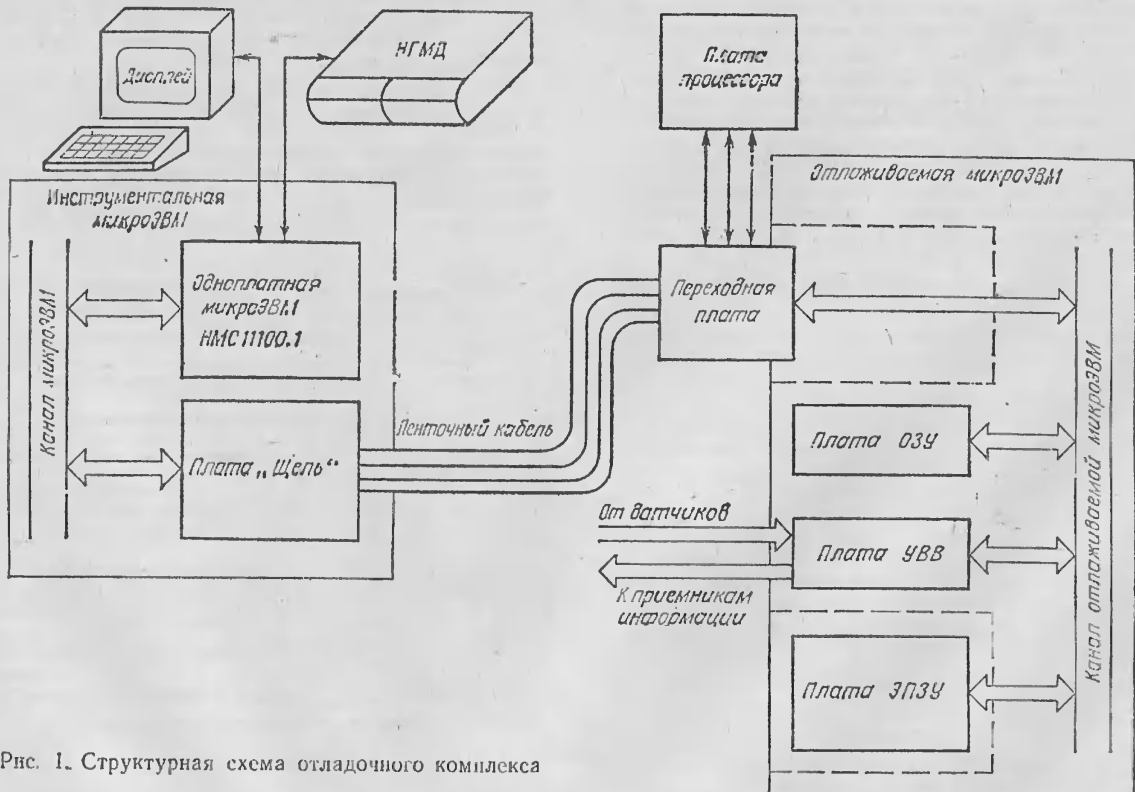 Дисплей
НГМД
Плата
процессора
Инструментальная
микроЭВМ
Отлаживаемая микроЭВМ
Канал микроЭВМ
Одноплатная
микроЭВМ
НМС11100.1
Переходная
плата
Ленточный кабель
Плата „Щель“
Плата ОЗУ
От датчиков
Плата УВВ
К приемникам
информации
Плата ЭПЗУ
Канал отлаживаемой микроЭВМ
Рис. 1. Структурная схема отладочного комплекса